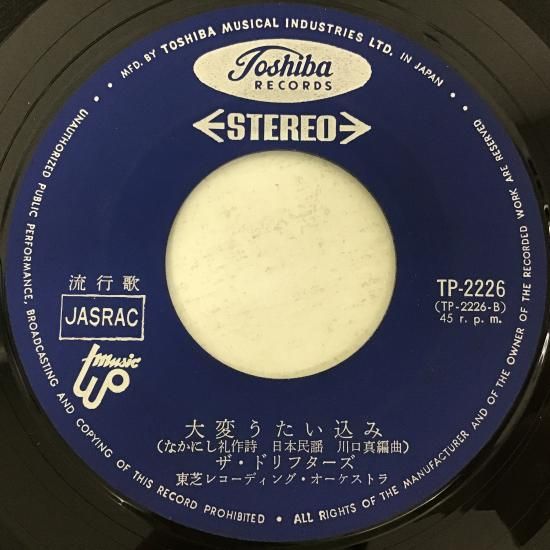 MFD. BY TOSHIBA MUSICAL INDUSTRIES LTD. IN JAPAN
Toshiba
RECORDS
STEREO
流行歌
JASRAC
music
TP-2226
(TP-2226-B)
45 r. p. m.
大変うたい込み
(なかにし礼作詩 日本民謡 川口真編曲)
ザ・ドリフターズ
東芝レコーディング・オーケストラ
UNAUTHORIZED PUBLIC PERFORMANCE, BROADCASTING AND COPYING OF THIS RECORD PROHIBITED • ALL RIGHTS OF THE MANUFACTURER AND OF THE OWNER OF THE RECORDED WORK ARE RESERVED